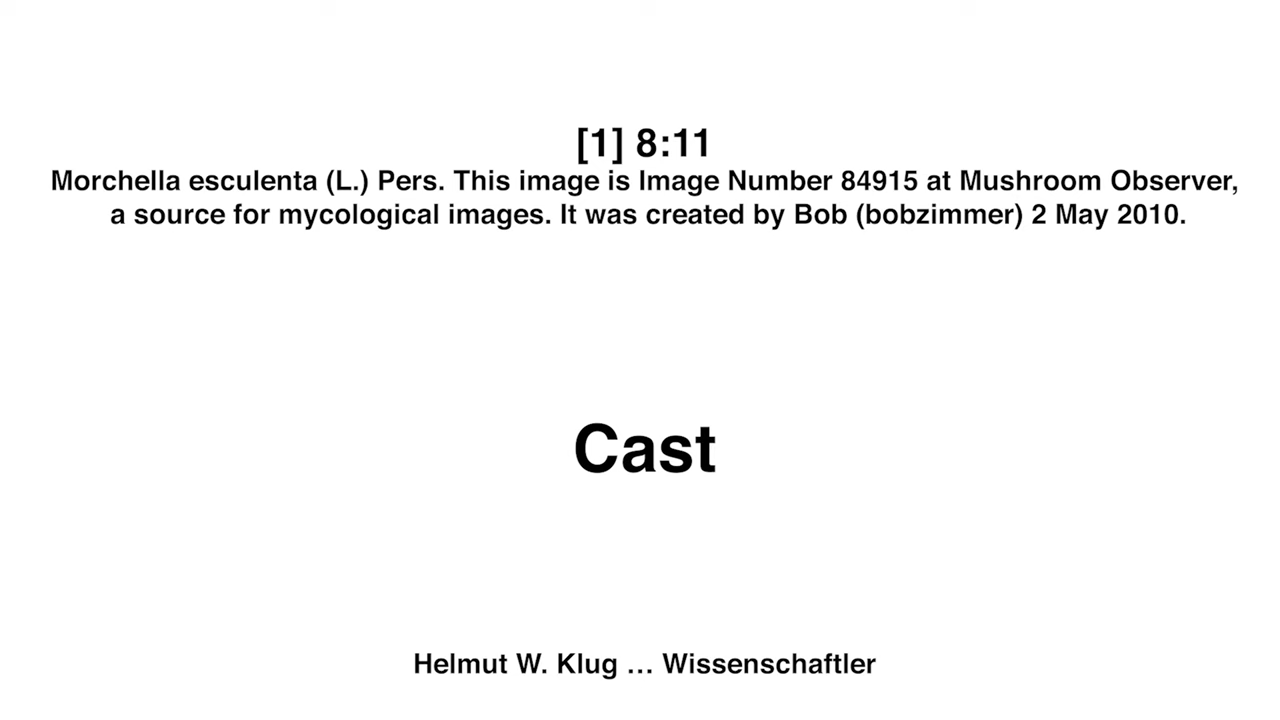 [1] 8:11
Morchella esculenta (L.) Pers. This image is Image Number 84915 at Mushroom Observer,
a source for mycological images. It was created by Bob (bobzimmer) 2 May 2010.
Cast
Helmut W. Klug … Wissenschaftler